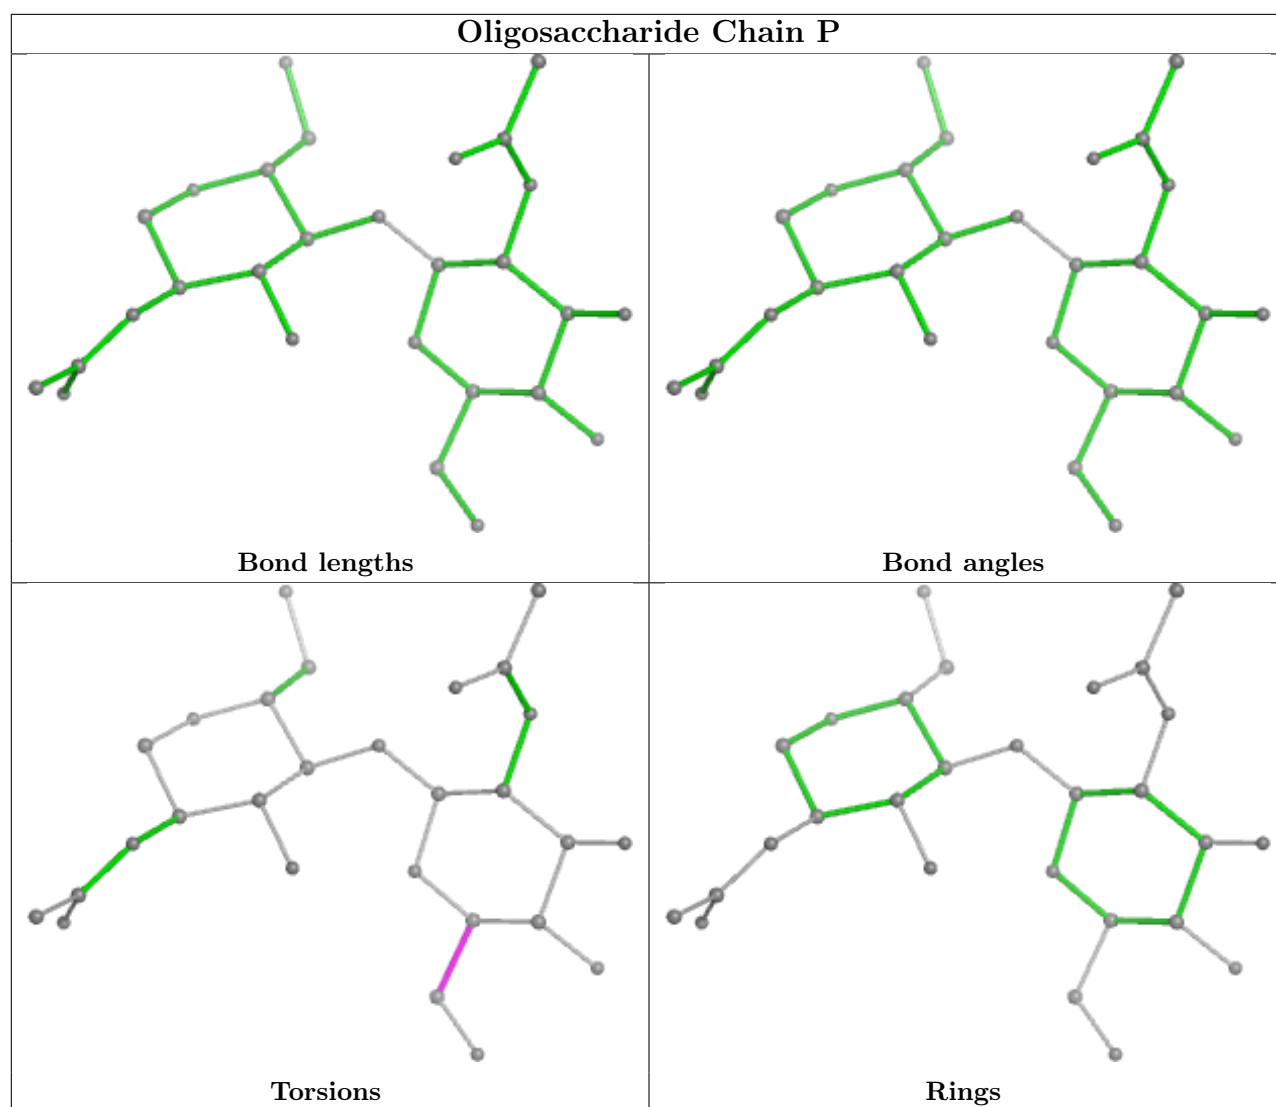 Oligosaccharide Chain P
Bond lengths
Bond angles
Torsions
Rings